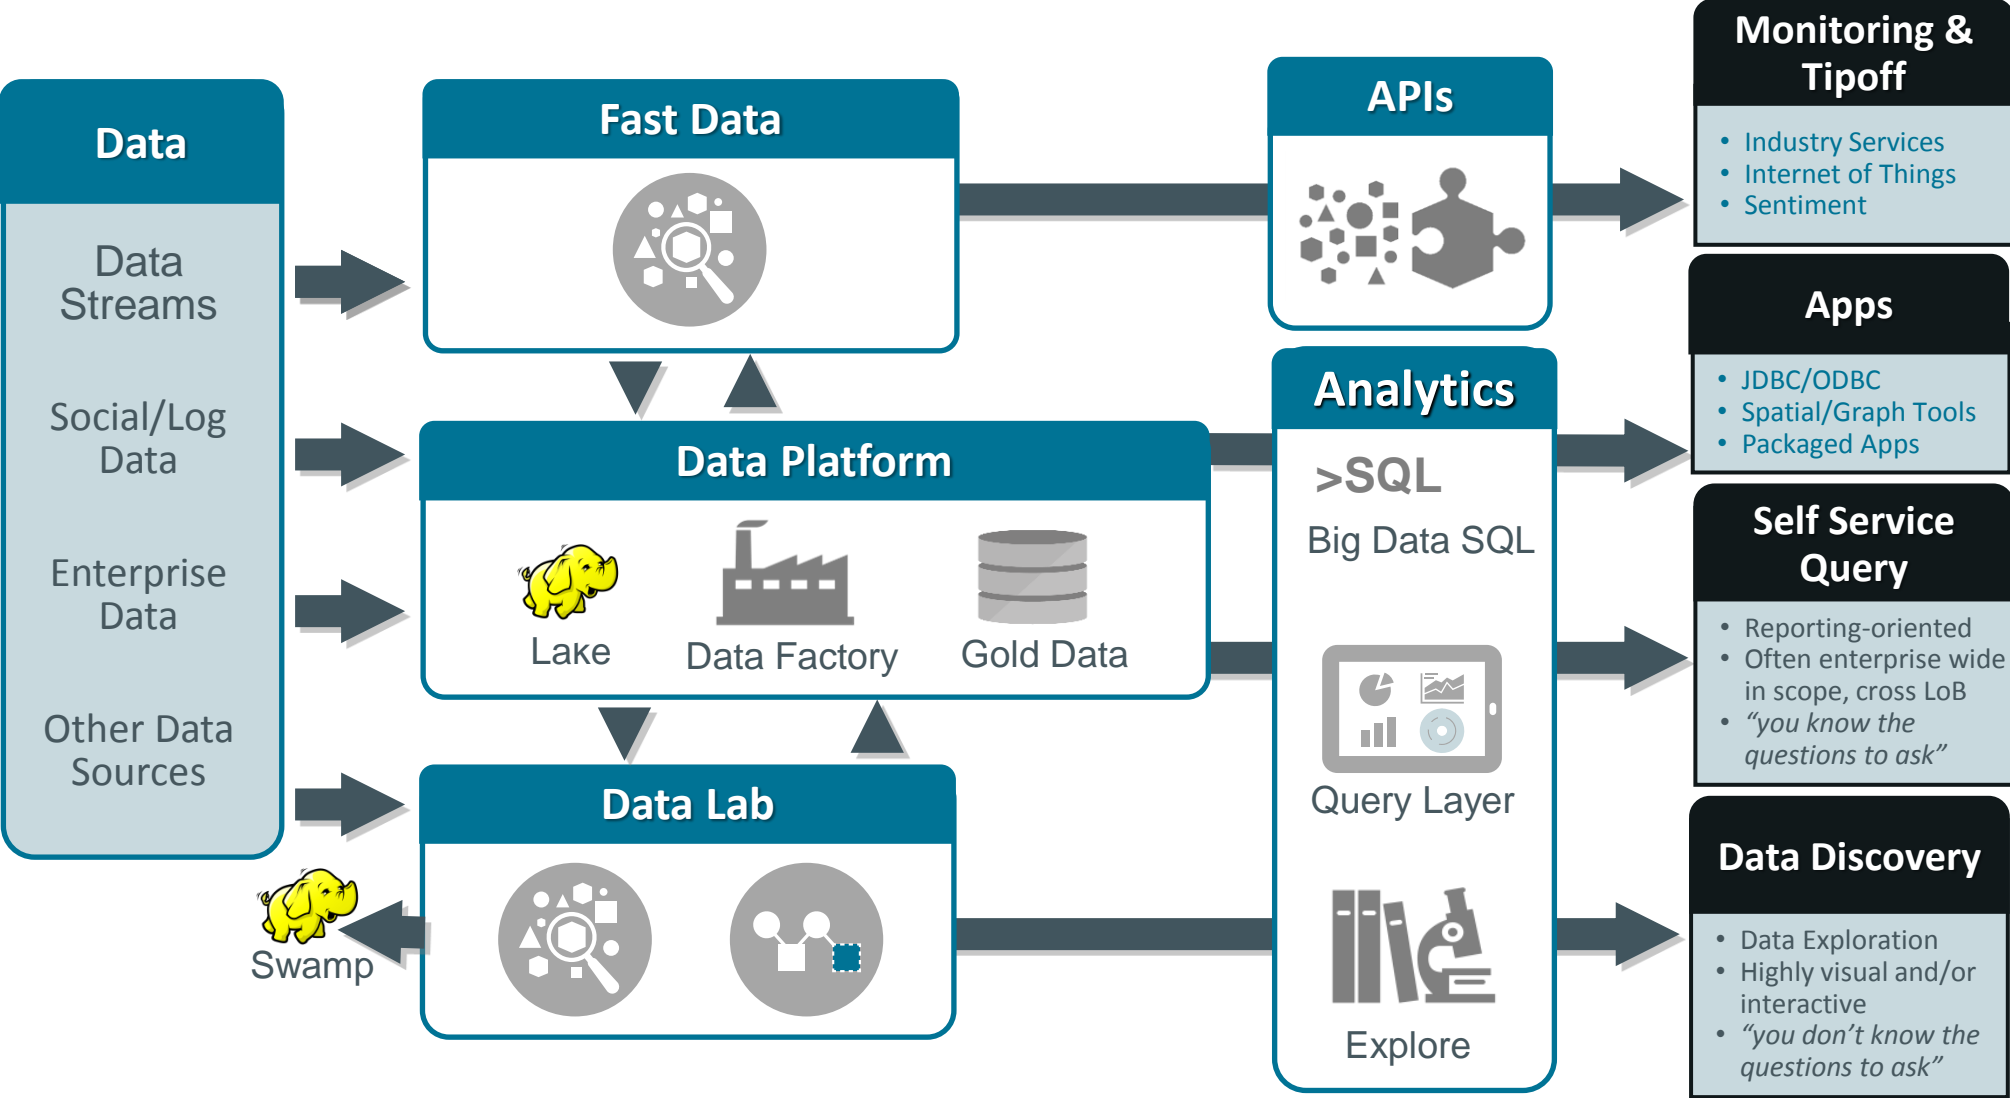 Data
Data
Streams
Social/Log
Data
Enterprise
Data
Other Data
Sources
Swamp
Fast Data
Data Platform
Lake
Data Factory
Gold Data
Data Lab
APIs
Analytics
>SQL
Big Data SQL
Query Layer
Explore
Monitoring &
Tipoff
• Industry Services
• Internet of Things
• Sentiment
Apps
• JDBC/ODBC
• Spatial/Graph Tools
• Packaged Apps
Self Service
Query
• Reporting-oriented
• Often enterprise wide
in scope, cross LoB
• “you know the
questions to ask”
Data Discovery
• Data Exploration
• Highly visual and/or
interactive
• “you don’t know the
questions to ask”